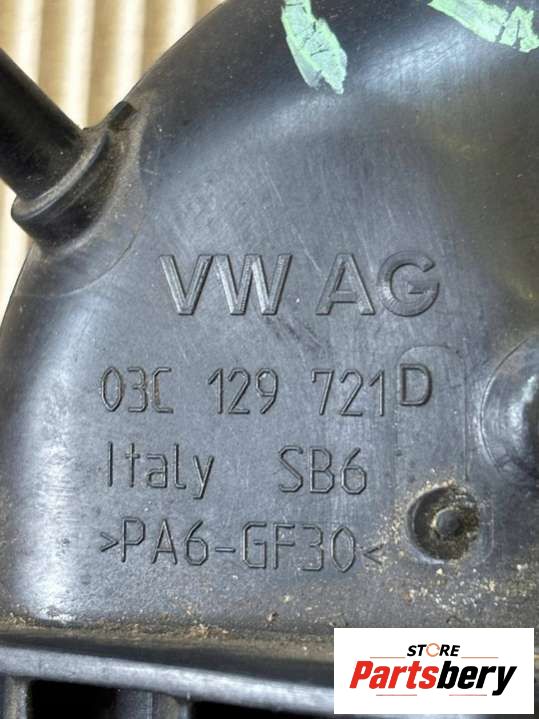 VW AG
03C 129 721D
Italy SB6
>PA6-GF30<
STORE
Partsbery